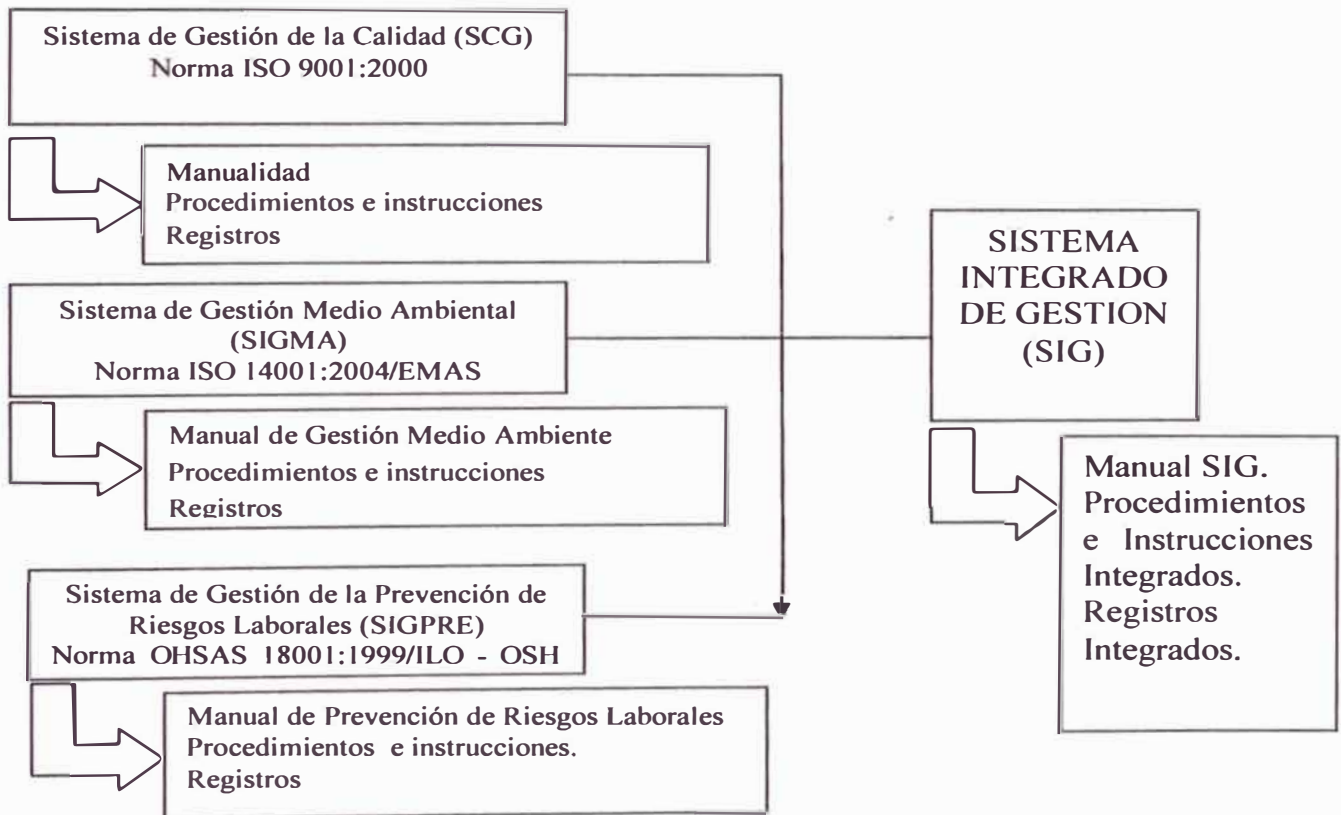 Sistema de Gestión de la Calidad (SCG)
Norma ISO 9001:2000
Manualidad
Procedimientos e instrucciones
Registros
Sistema de Gestión Medio Ambiental
(SIGMA)
Norma ISO 14001:2004/EMAS
Manual de Gestión Medio Ambiente
Procedimientos e instrucciones
Registros
Sistema de Gestión de la Prevención de
Riesgos Laborales (SIGPRE)
Norma OHSAS 18001:1999/ILO - OSH
Manual de Prevención de Riesgos Laborales
Procedimientos e instrucciones.
Registros
SISTEMA
INTEGRADO
DE GESTION
(SIG)
Manual SIG.
Procedimientos
e Instrucciones
Integrados.
Registros
Integrados.